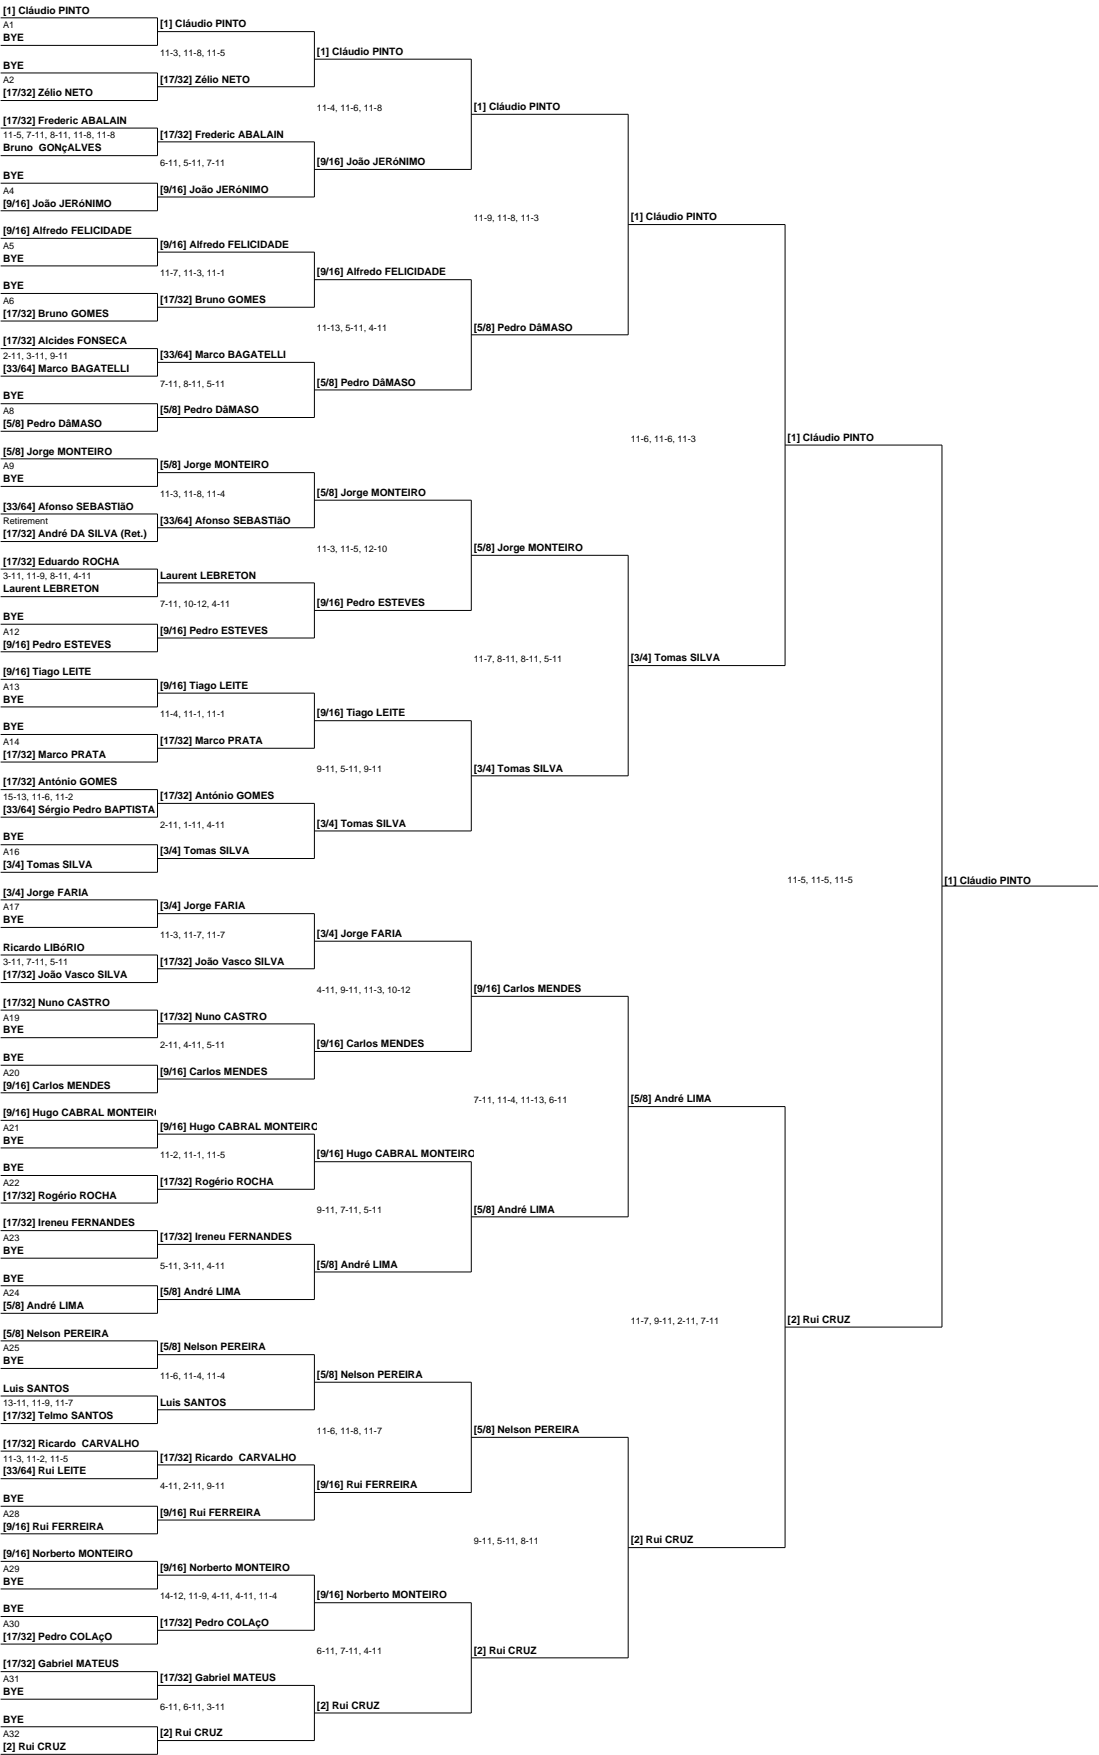 [1] Cláudio PINTO
A1
BYE
[1] Cláudio PINTO
11-3, 11-8, 11-5
BYE
A2
[17/32] Zélio NETO
[17/32] Zélio NETO
[1] Cláudio PINTO
11-4, 11-6, 11-8
[17/32] Frederic ABALAIN
11-5, 7-11, 8-11, 11-8, 11-8
Bruno  GONçALVES
[17/32] Frederic ABALAIN
6-11, 5-11, 7-11
BYE
A4
[9/16] João JERóNIMO
[9/16] João JERóNIMO
[9/16] João JERóNIMO
[1] Cláudio PINTO
11-9, 11-8, 11-3
[9/16] Alfredo FELICIDADE
A5
BYE
[9/16] Alfredo FELICIDADE
11-7, 11-3, 11-1
BYE
A6
[17/32] Bruno GOMES
[17/32] Bruno GOMES
[9/16] Alfredo FELICIDADE
11-13, 5-11, 4-11
[17/32] Alcides FONSECA
2-11, 3-11, 9-11
[33/64] Marco BAGATELLI
[33/64] Marco BAGATELLI
7-11, 8-11, 5-11
BYE
A8
[5/8] Pedro DâMASO
[5/8] Pedro DâMASO
[5/8] Pedro DâMASO
[5/8] Pedro DâMASO
[1] Cláudio PINTO
11-6, 11-6, 11-3
[5/8] Jorge MONTEIRO
A9
BYE
[5/8] Jorge MONTEIRO
11-3, 11-8, 11-4
[33/64] Afonso SEBASTIãO
Retirement
[17/32] André DA SILVA (Ret.)
[33/64] Afonso SEBASTIãO
[5/8] Jorge MONTEIRO
11-3, 11-5, 12-10
[17/32] Eduardo ROCHA
3-11, 11-9, 8-11, 4-11
Laurent LEBRETON
Laurent LEBRETON
7-11, 10-12, 4-11
BYE
A12
[9/16] Pedro ESTEVES
[9/16] Pedro ESTEVES
[9/16] Pedro ESTEVES
[5/8] Jorge MONTEIRO
11-7, 8-11, 8-11, 5-11
[9/16] Tiago LEITE
A13
BYE
[9/16] Tiago LEITE
11-4, 11-1, 11-1
BYE
A14
[17/32] Marco PRATA
[17/32] Marco PRATA
[9/16] Tiago LEITE
9-11, 5-11, 9-11
[17/32] António GOMES
15-13, 11-6, 11-2
[33/64] Sérgio Pedro BAPTISTA
[17/32] António GOMES
2-11, 1-11, 4-11
BYE
A16
[3/4] Tomas SILVA
[3/4] Tomas SILVA
[3/4] Tomas SILVA
[3/4] Tomas SILVA
[3/4] Tomas SILVA
[1] Cláudio PINTO
11-5, 11-5, 11-5
[1] Cláudio PINTO
[3/4] Jorge FARIA
A17
BYE
[3/4] Jorge FARIA
11-3, 11-7, 11-7
Ricardo LIBóRIO
3-11, 7-11, 5-11
[17/32] João Vasco SILVA
[17/32] João Vasco SILVA
[3/4] Jorge FARIA
4-11, 9-11, 11-3, 10-12
[17/32] Nuno CASTRO
A19
BYE
[17/32] Nuno CASTRO
2-11, 4-11, 5-11
BYE
A20
[9/16] Carlos MENDES
[9/16] Carlos MENDES
[9/16] Carlos MENDES
[9/16] Carlos MENDES
7-11, 11-4, 11-13, 6-11
[9/16] Hugo CABRAL MONTEIRO
A21
BYE
[9/16] Hugo CABRAL MONTEIRO
11-2, 11-1, 11-5
BYE
A22
[17/32] Rogério ROCHA
[17/32] Rogério ROCHA
[9/16] Hugo CABRAL MONTEIRO
9-11, 7-11, 5-11
[17/32] Ireneu FERNANDES
A23
BYE
[17/32] Ireneu FERNANDES
5-11, 3-11, 4-11
BYE
A24
[5/8] André LIMA
[5/8] André LIMA
[5/8] André LIMA
[5/8] André LIMA
[5/8] André LIMA
11-7, 9-11, 2-11, 7-11
[5/8] Nelson PEREIRA
A25
BYE
[5/8] Nelson PEREIRA
11-6, 11-4, 11-4
Luis SANTOS
13-11, 11-9, 11-7
[17/32] Telmo SANTOS
Luis SANTOS
[5/8] Nelson PEREIRA
11-6, 11-8, 11-7
[17/32] Ricardo  CARVALHO
11-3, 11-2, 11-5
[33/64] Rui LEITE
[17/32] Ricardo  CARVALHO
4-11, 2-11, 9-11
BYE
A28
[9/16] Rui FERREIRA
[9/16] Rui FERREIRA
[9/16] Rui FERREIRA
[5/8] Nelson PEREIRA
9-11, 5-11, 8-11
[9/16] Norberto MONTEIRO
A29
BYE
[9/16] Norberto MONTEIRO
14-12, 11-9, 4-11, 4-11, 11-4
BYE
A30
[17/32] Pedro COLAçO
[17/32] Pedro COLAçO
[9/16] Norberto MONTEIRO
6-11, 7-11, 4-11
[17/32] Gabriel MATEUS
A31
BYE
[17/32] Gabriel MATEUS
6-11, 6-11, 3-11
BYE
A32
[2] Rui CRUZ
[2] Rui CRUZ
[2] Rui CRUZ
[2] Rui CRUZ
[2] Rui CRUZ
[2] Rui CRUZ